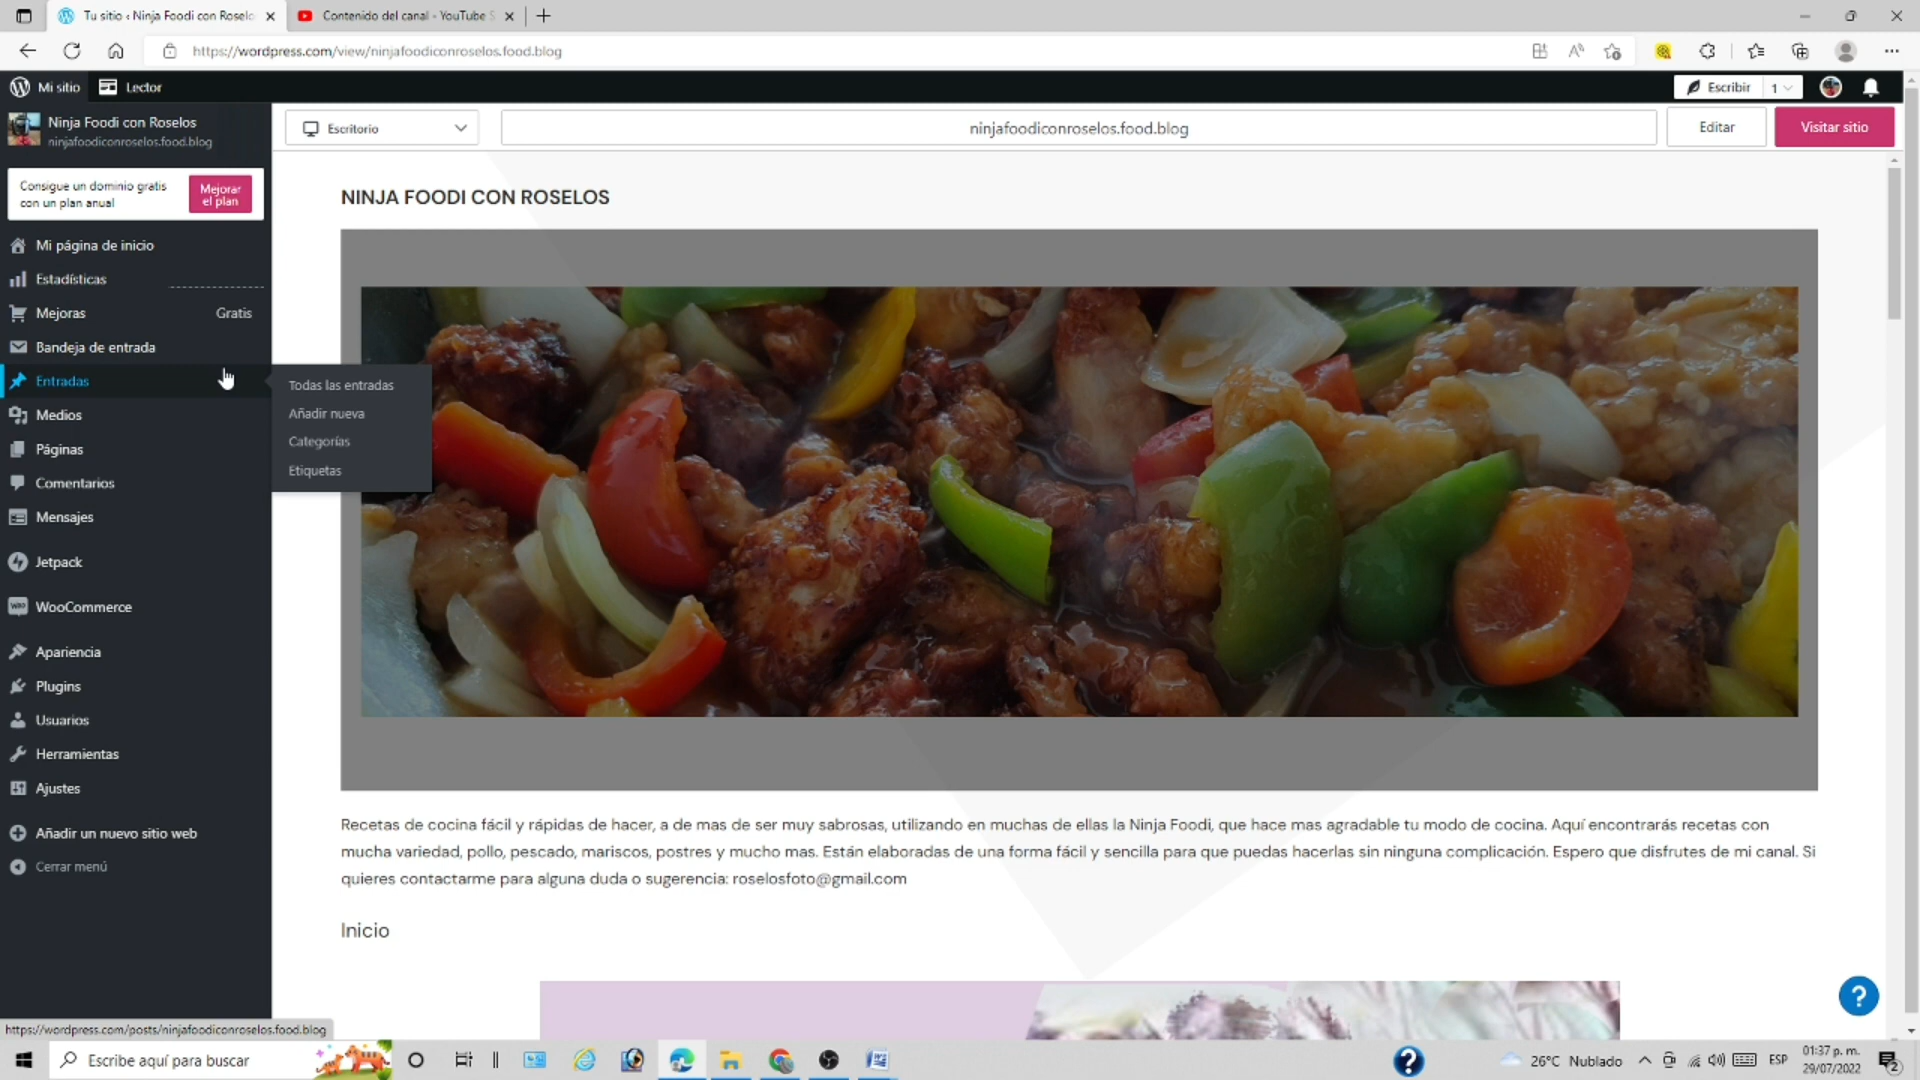 Tu sitio ‹ Ninja Foodi con Roselo
Contenido del canal - YouTube S
https://wordpress.com/view/ninjafoodiconroselos.food.blog
Mi sitio
Lector
Escribir
1
Ninja Foodi con Roselos
ninjafoodiconroselos.food.blog
Escritorio
ninjafoodiconroselos.food.blog
Editar
Visitar sitio
Consigue un dominio gratis
con un plan anual
Mejorar
el plan
NINJA FOODI CON ROSELOS
Mi página de inicio
Estadísticas
Mejoras
Gratis
Bandeja de entrada
Entradas
Todas las entradas
Añadir nueva
Categorías
Etiquetas
Medios
Páginas
Comentarios
Mensajes
Jetpack
WOO
WooCommerce
Apariencia
Plugins
Usuarios
Herramientas
Ajustes
Añadir un nuevo sitio web
Cerrar menú
Recetas de cocina fácil y rápidas de hacer, a de mas de ser muy sabrosas, utilizando en muchas de ellas la Ninja Foodi, que hace mas agradable tu modo de cocina. Aquí encontrarás recetas con
mucha variedad, pollo, pescado, mariscos, postres y mucho mas. Están elaboradas de una forma fácil y sencilla para que puedas hacerlas sin ninguna complicación. Espero que disfrutes de mi canal. Si
quieres contactarme para alguna duda o sugerencia: roselosfoto@gmail.com
Inicio
?
https://wordpress.com/posts/ninjafoodiconroselos.food.blog
Escribe aquí para buscar
?
26°C Nublado
ESP
01:37 p. m.
29/07/2022
2